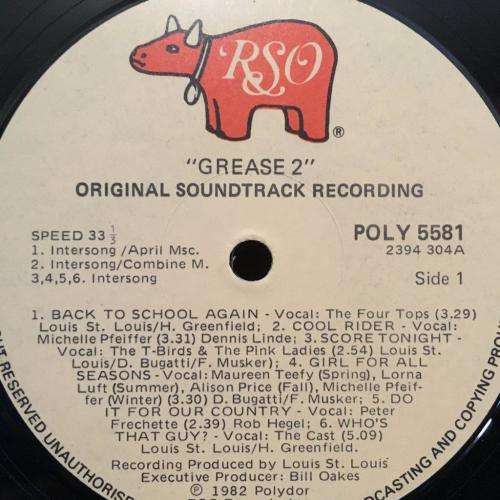 RSO
®
"GREASE 2"
ORIGINAL SOUNDTRACK RECORDING
SPEED 33 1/3
1. Intersong /April Msc.
2. Intersong/Combine M.
3,4,5,6. Intersong
POLY 5581
2394 304A
Side 1
1. BACK TO SCHOOL AGAIN - Vocal: The Four Tops (3.29)
Louis St. Louis/H. Greenfield; 2. COOL RIDER - Vocal:
Michelle Pfeiffer (3.31) Dennis Linde; 3.SCORE TONIGHT -
Vocal: The T-Birds & The Pink Ladies (2.54) Louis St.
Louis/D. Bugatti/F. Musker; 4. GIRL FOR ALL
SEASONS - Vocal: Maureen Teefy (Spring), Lorna
Luft (Summer), Alison Price (Fall), Michelle Pfeif-
fer (Winter) (3.30) D. Bugatti/F. Musker; 5. DO
IT FOR OUR COUNTRY - Vocal: Peter
Frechette (2.39) Rob Hegel; 6. WHO'S
THAT GUY? - Vocal: The Cast (5.09)
Louis St. Louis/H. Greenfield.
Recording Produced by Louis St. Louis
Executive Producer: Bill Oakes
℗ 1982 Polydor
RESERVED UNAUTHORISE
CASTING AND COPYING